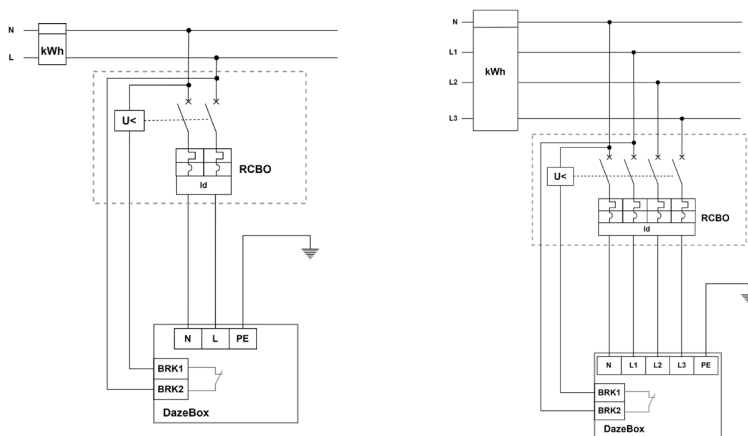 N
kWh
L
U<
Id
RCBO
N L PE
BRK1
BRK2
DazeBox
N
L1
kWh
L2
L3
U<
Id
RCBO
N L1 L2 L3 PE
BRK1
BRK2
DazeBox